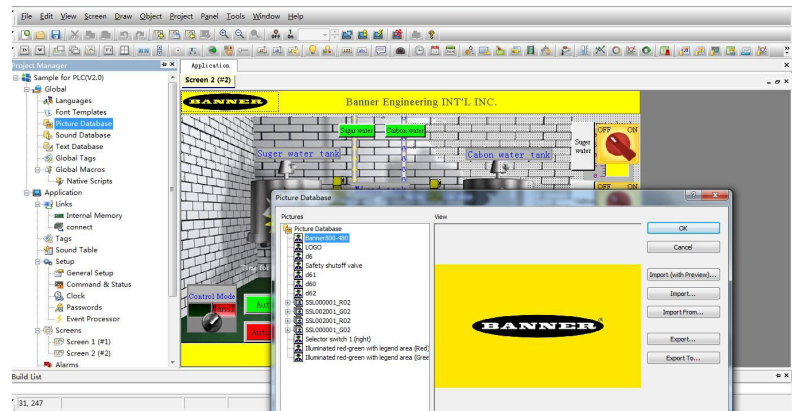 File Edit View Screen Draw Object Project Panel Tools Window Help
Project Manager
Application
Screen 2 (#2)
Sample for PLC(V2.0)
Global
Languages
Font Templates
Picture Database
Sound Database
Text Database
Global Tags
Global Macros
Native Scripts
Application
Links
Internal Memory
connect
Tags
Sound Table
Setup
General Setup
Command & Status
Clock
Passwords
Event Processor
Screens
Screen 1 (#1)
Screen 2 (#2)
Alarms
Build List
31, 247
BANNER
Banner Engineering INT'L INC.
Suger water
Cabon water
Suger water tank
Cabon water tank
Suger
water
OFF ON
OFF ON
Time for
Control Mode
Picture Database
Pictures
View
Picture Database
Banner800-480
LOGO
d6
Safety shutoff valve
d61
d60
d62
SSL000001_R02
SSL002001_G02
SSL000201_R02
SSL000001_G02
Selector switch 1 (right)
Illuminated red-green with legend area (Red)
Illuminated red-green with legend area (Gree
BANNER
OK
Cancel
Import (with Preview)...
Import...
Import From...
Export...
Export To...